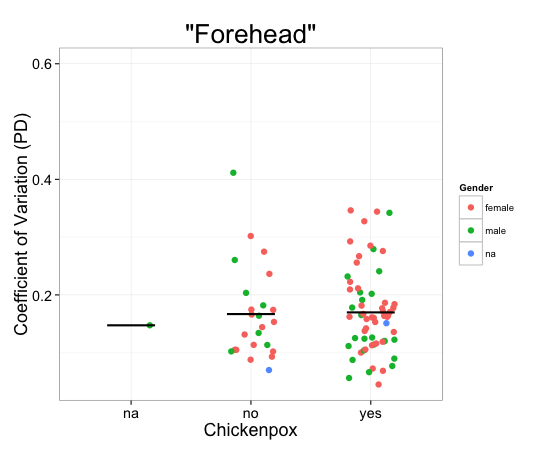 "Forehead"
Coefficient of Variation (PD)
0.6
0.4
0.2
na
no
yes
Chickenpox
Gender
female
male
na